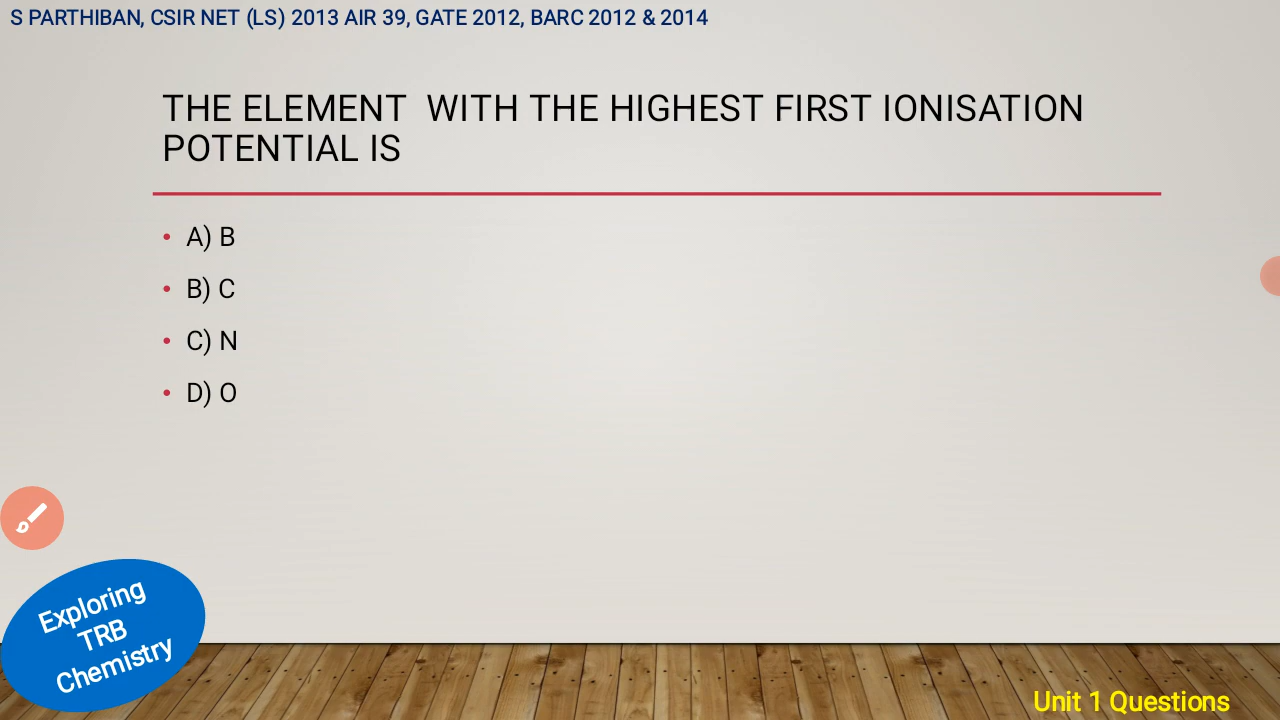 S PARTHIBAN, CSIR NET (LS) 2013 AIR 39, GATE 2012, BARC 2012 & 2014
THE ELEMENT  WITH THE HIGHEST FIRST IONISATION
POTENTIAL IS
• A) B
• B) C
• C) N
• D) O
Exploring
TRB
Chemistry
Unit 1 Questions